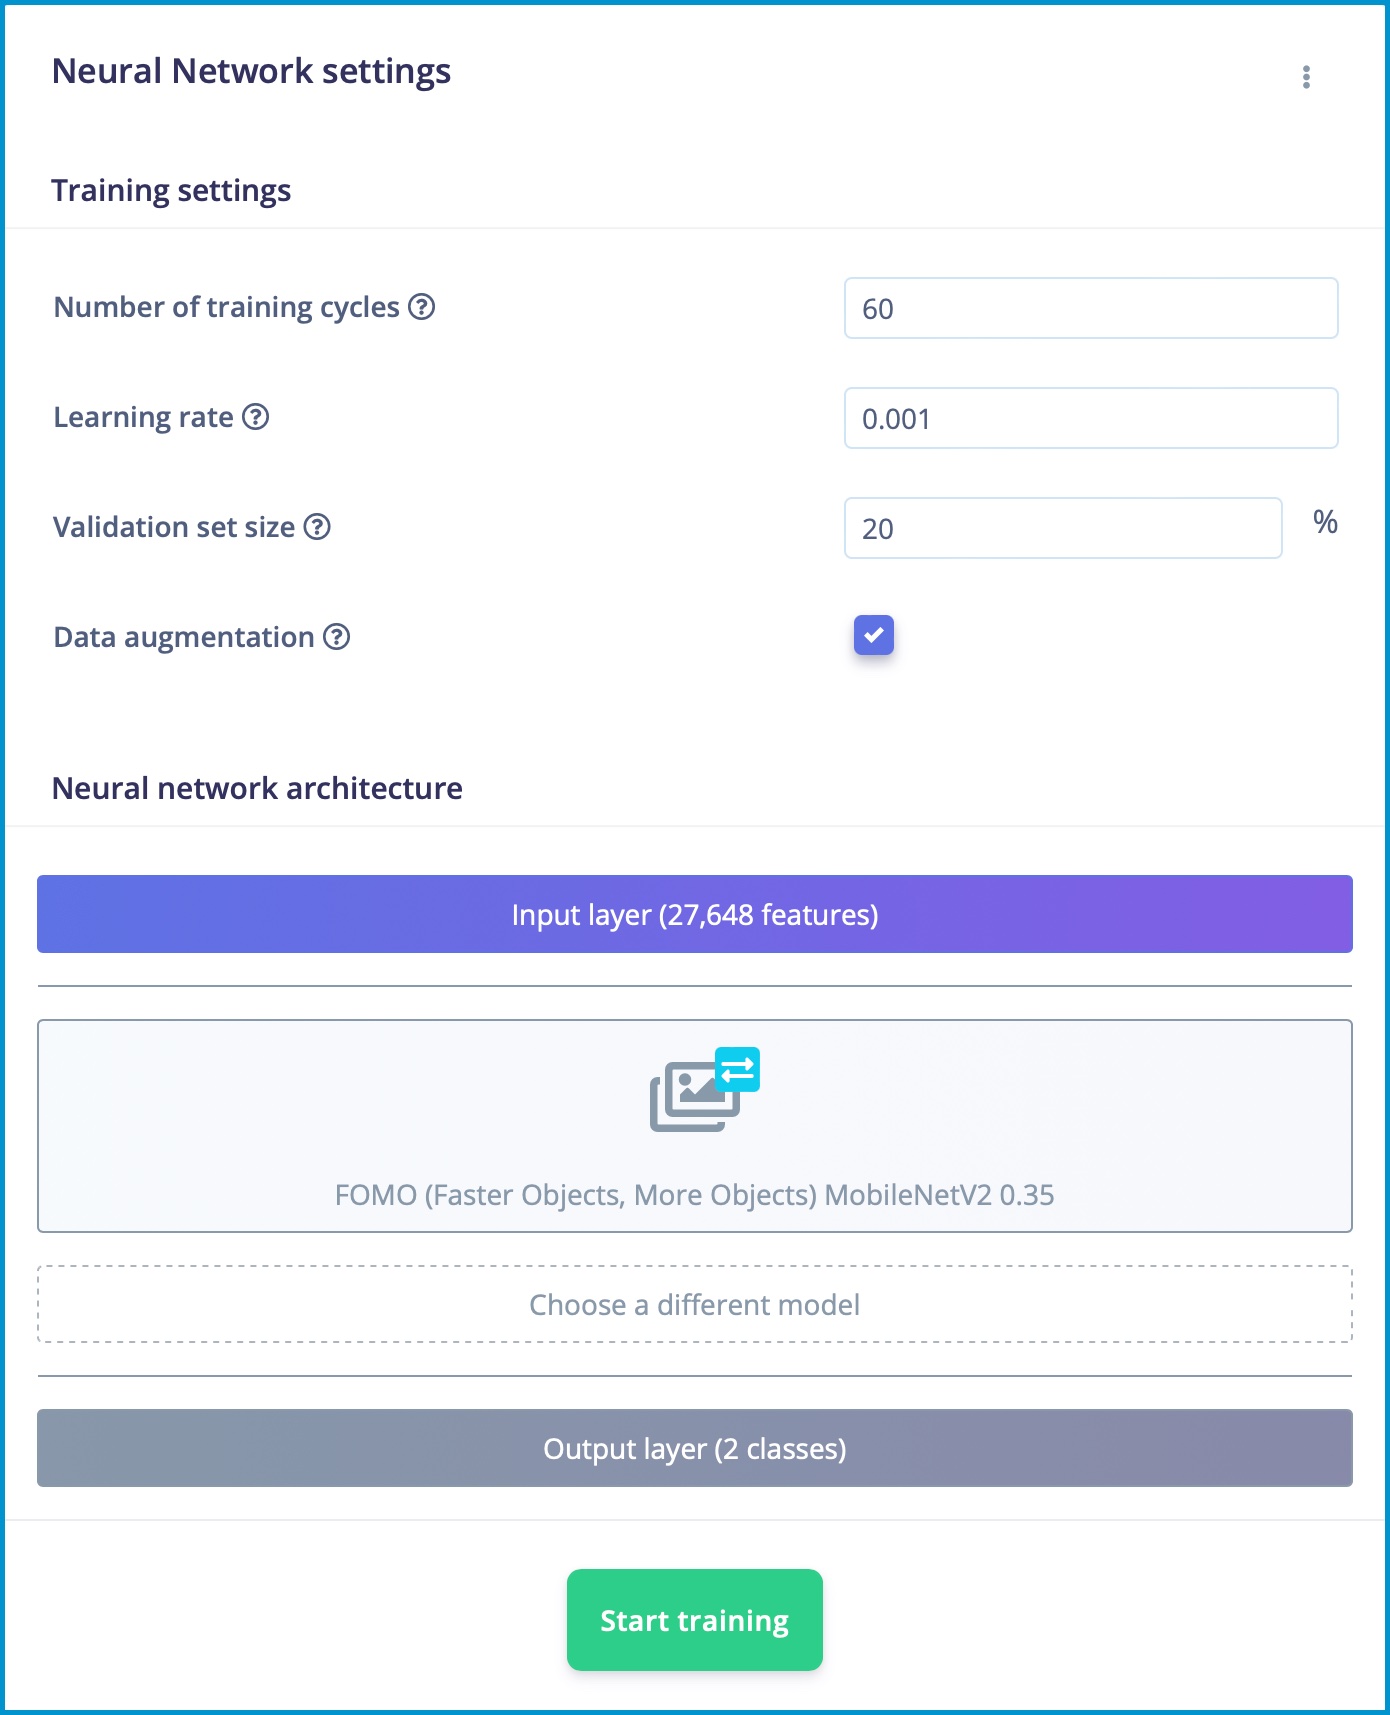 Neural Network settings
Training settings
Number of training cycles
60
Learning rate
0.001
Validation set size
20 %
Data augmentation
Neural network architecture
Input layer (27,648 features)
FOMO (Faster Objects, More Objects) MobileNetV2 0.35
Choose a different model
Output layer (2 classes)
Start training